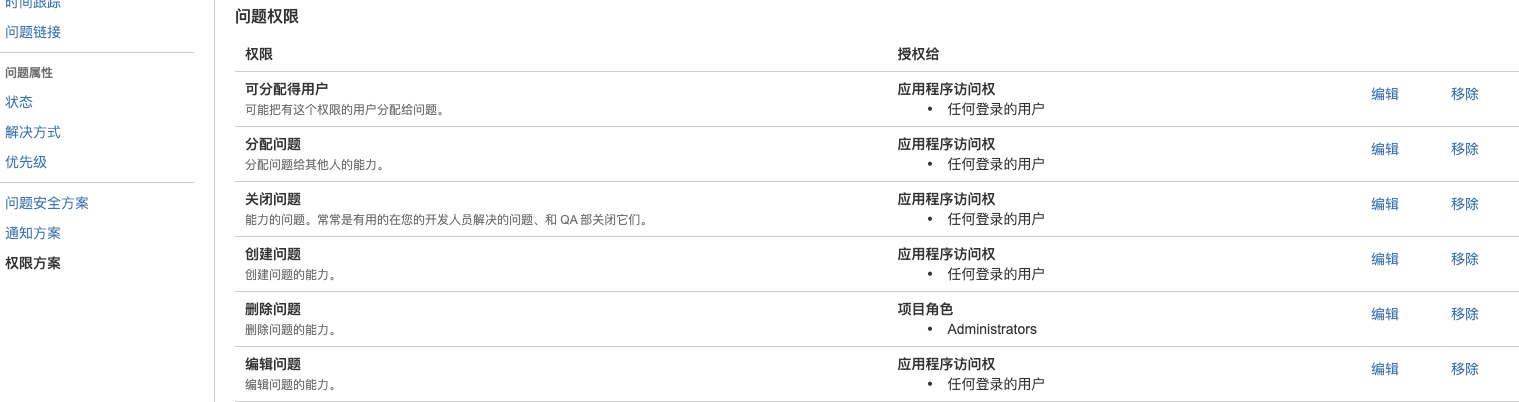 时间跟踪
问题链接
问题属性
状态
解决方式
优先级
问题安全方案
通知方案
权限方案
问题权限
权限 授权给
可分配得用户 应用程序访问权
可能把有这个权限的用户分配给问题。 • 任何登录的用户 编辑 移除
分配问题 应用程序访问权
分配问题给其他人的能力。 • 任何登录的用户 编辑 移除
关闭问题 应用程序访问权
能力的问题。常常是有用的在您的开发人员解决的问题、和 QA 部关闭它们。 • 任何登录的用户 编辑 移除
创建问题 应用程序访问权
创建问题的能力。 • 任何登录的用户 编辑 移除
删除问题 项目角色
删除问题的能力。 • Administrators 编辑 移除
编辑问题 应用程序访问权
编辑问题的能力。 • 任何登录的用户 编辑 移除